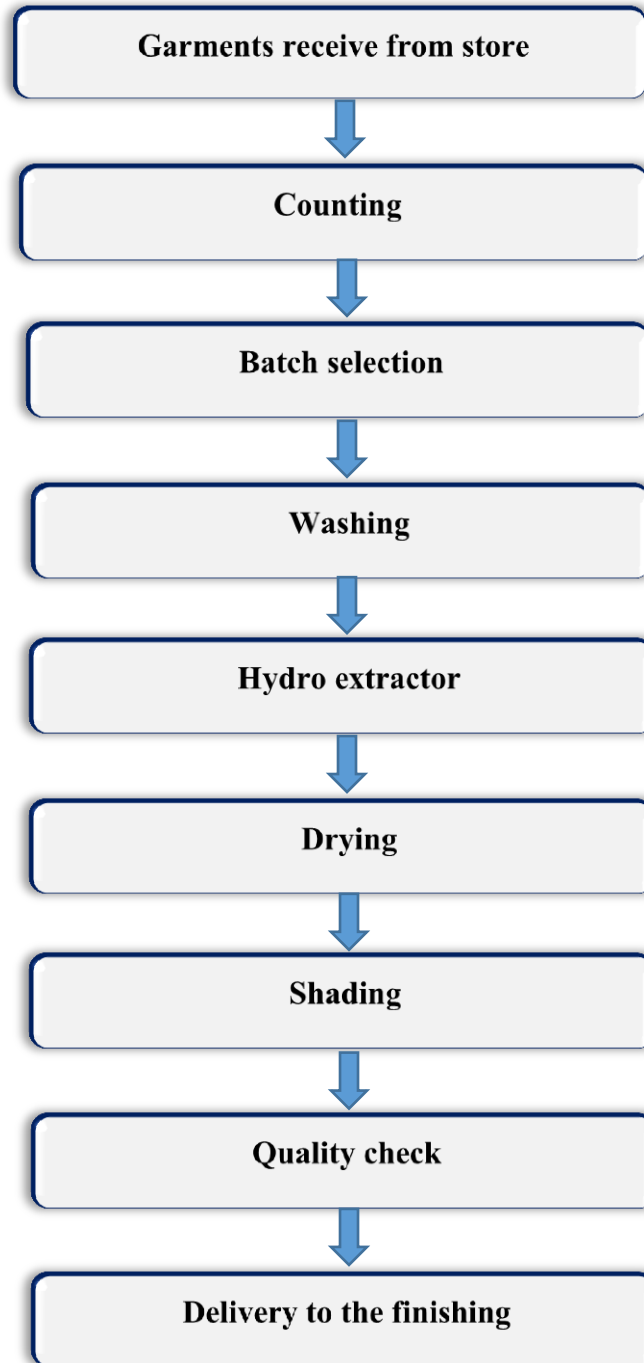 Garments receive from store
Counting
Batch selection
Washing
Hydro extractor
Drying
Shading
Quality check
Delivery to the finishing